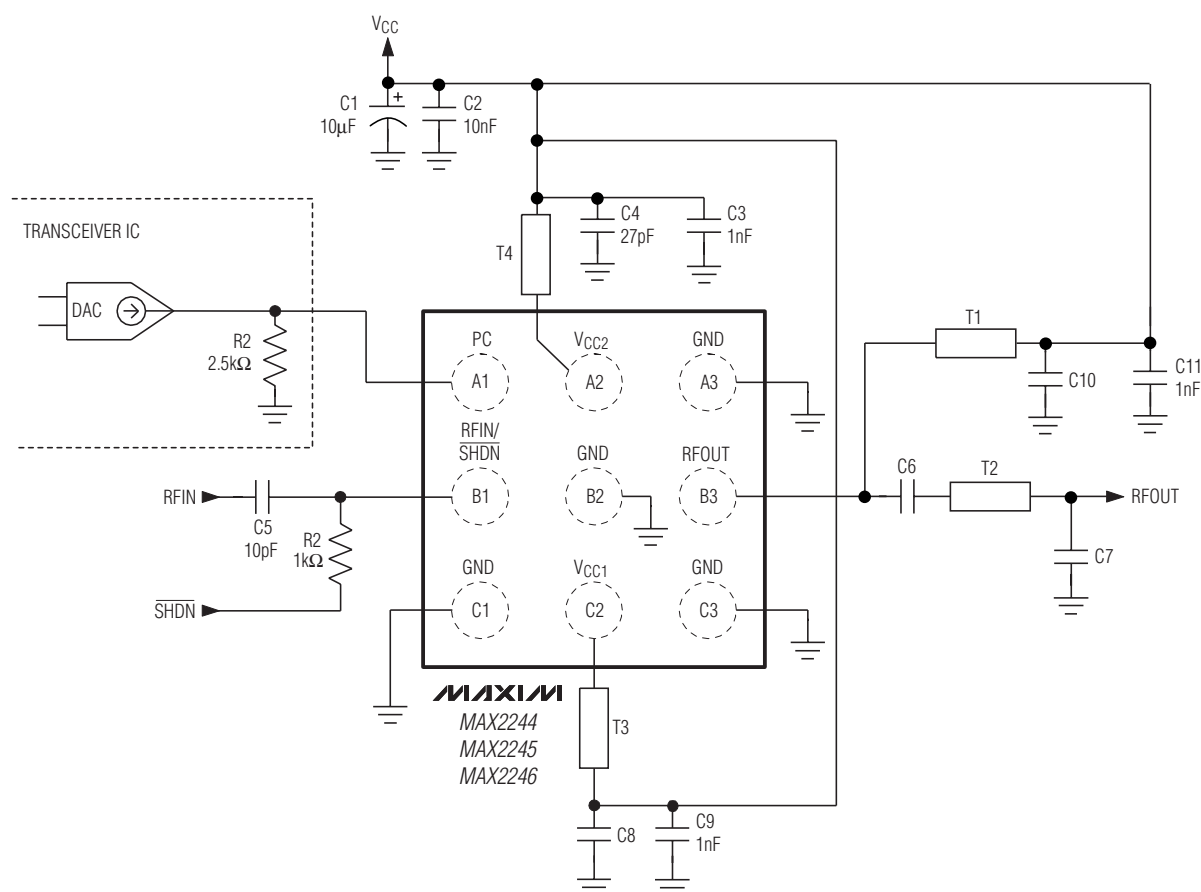 VCC
C1
10μF
+
C2
10nF
TRANSCEIVER IC
DAC
R2
2.5kΩ
T4
C4
27pF
C3
1nF
T1
C10
C11
1nF
PC
A1
VCC2
A2
GND
A3
RFIN/
SHDN
B1
GND
B2
RFOUT
B3
RFIN
C5
10pF
R2
1kΩ
SHDN
C6
T2
RFOUT
C7
GND
C1
VCC1
C2
GND
C3
MAXIM
MAX2244
MAX2245
MAX2246
T3
C8
C9
1nF